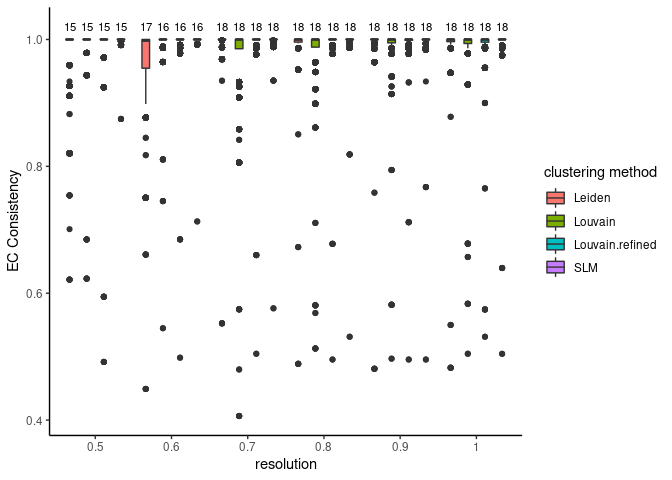 15 15 15 15 17 16 16 16 18 18 18 18 18 18 18 18 18 18 18 18 18 18 18 18
1.0
0.8
0.6
0.4
EC Consistency
0.5 0.6 0.7 0.8 0.9 1
resolution
clustering method
Leiden
Louvain
Louvain.refined
SLM